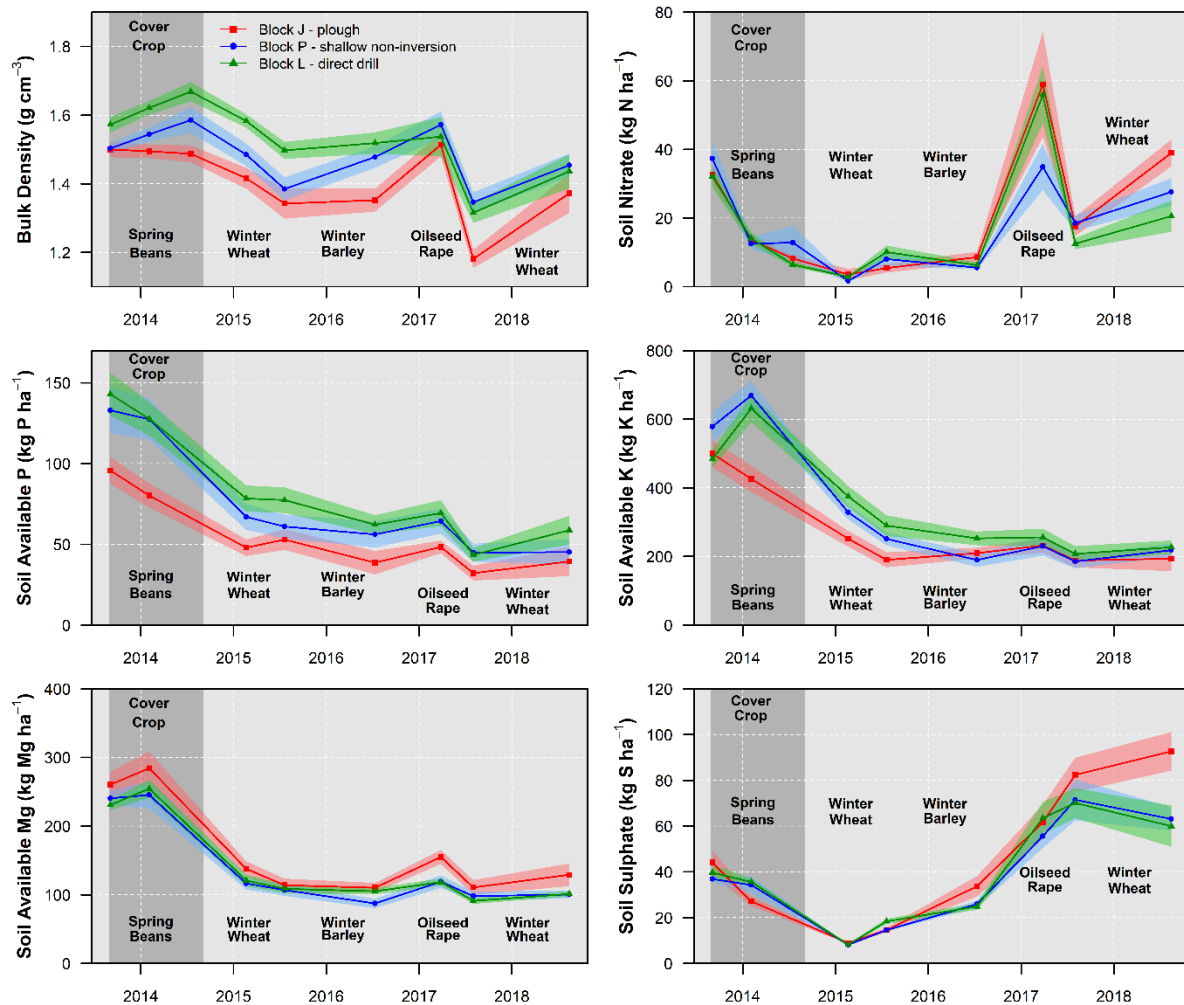 Bulk Density (g cm⁻³)
1.8
1.6
1.4
1.2
Cover
Crop
Block J - plough
Block P - shallow non-inversion
Block L - direct drill
Spring
Beans
Winter
Wheat
Winter
Barley
Oilseed
Rape
Winter
Wheat
2014
2015
2016
2017
2018
Soil Nitrate (kg N ha⁻¹)
80
60
40
20
0
Cover
Crop
Spring
Beans
Winter
Wheat
Winter
Barley
Oilseed
Rape
Winter
Wheat
2014
2015
2016
2017
2018
Soil Available P (kg P ha⁻¹)
150
100
50
0
Cover
Crop
Spring
Beans
Winter
Wheat
Winter
Barley
Oilseed
Rape
Winter
Wheat
2014
2015
2016
2017
2018
Soil Available K (kg K ha⁻¹)
800
600
400
200
0
Cover
Crop
Spring
Beans
Winter
Wheat
Winter
Barley
Oilseed
Rape
Winter
Wheat
2014
2015
2016
2017
2018
Soil Available Mg (kg Mg ha⁻¹)
400
300
200
100
0
Cover
Crop
Spring
Beans
Winter
Wheat
Winter
Barley
Oilseed
Rape
Winter
Wheat
2014
2015
2016
2017
2018
Soil Sulphate (kg S ha⁻¹)
120
100
80
60
40
20
0
Cover
Crop
Spring
Beans
Winter
Wheat
Winter
Barley
Oilseed
Rape
Winter
Wheat
2014
2015
2016
2017
2018